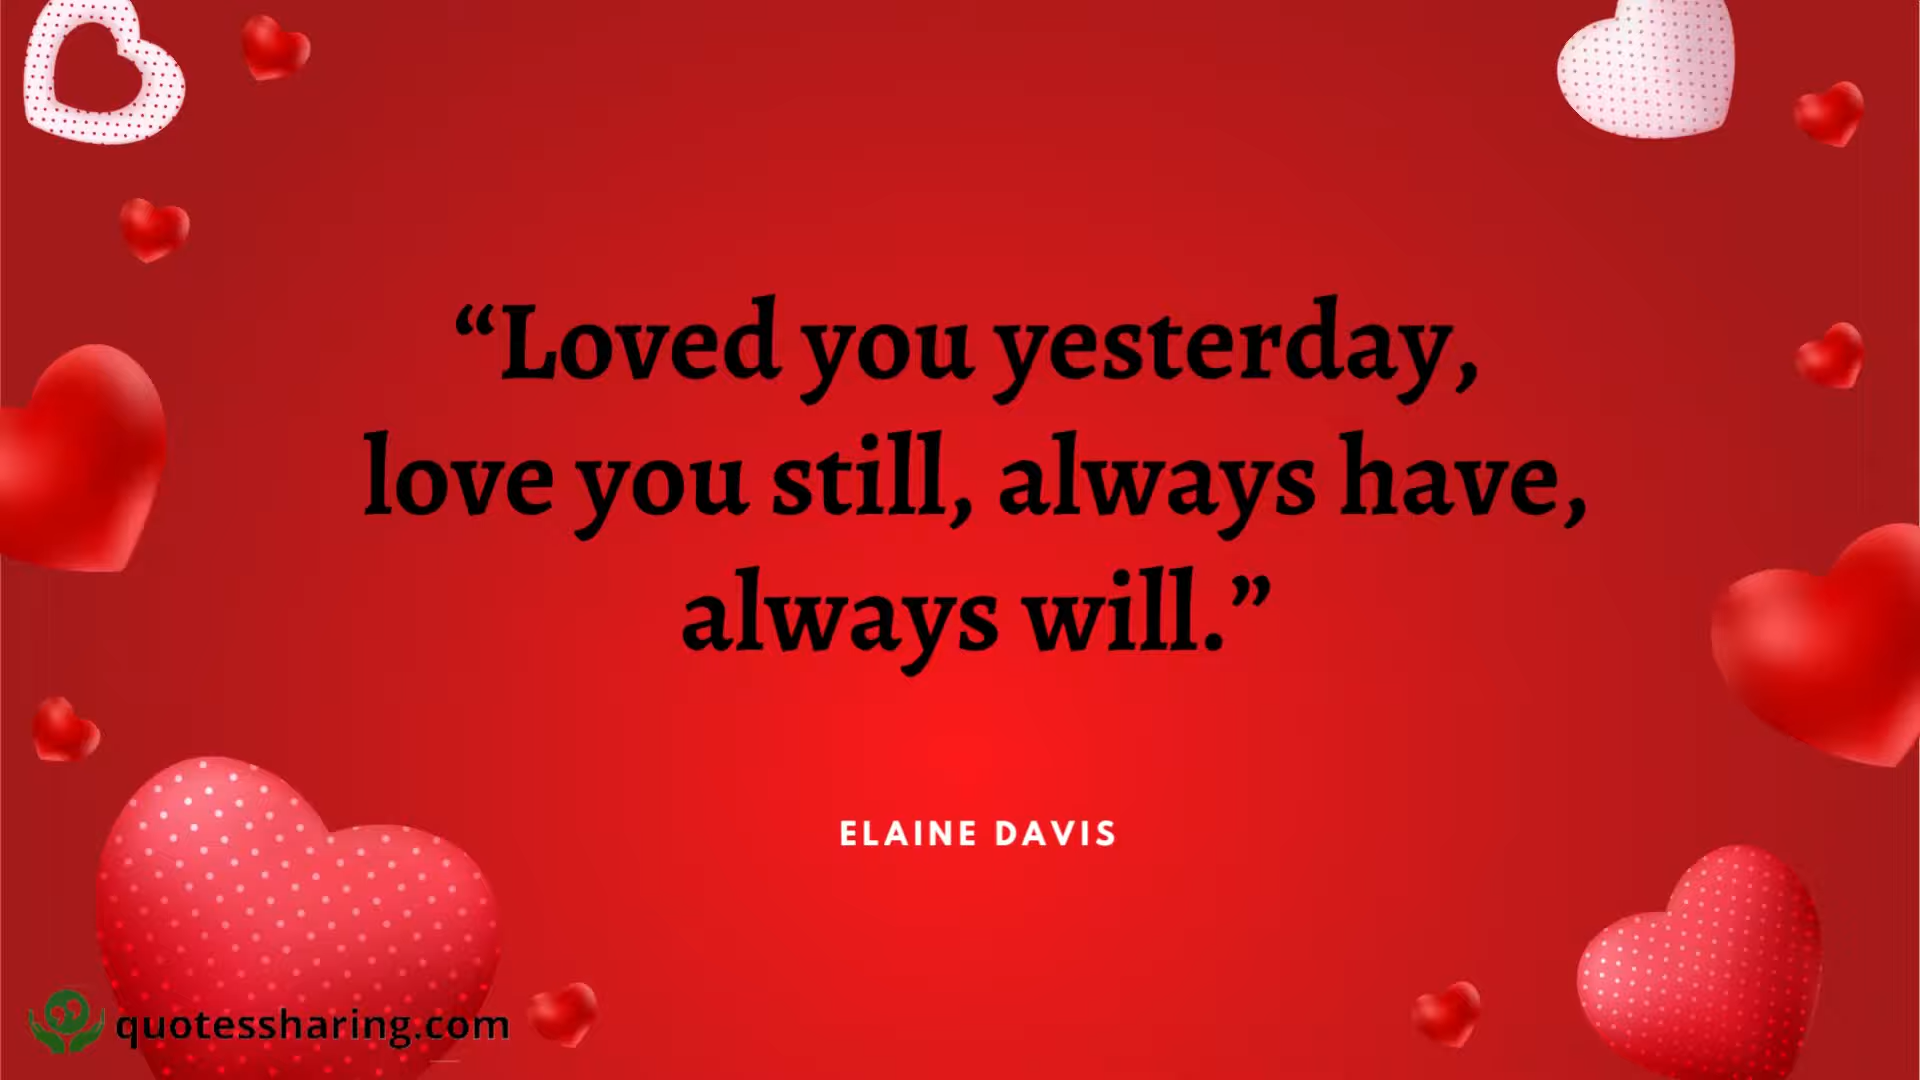 “Loved you yesterday,
love you still, always have,
always will.”
ELAINE DAVIS
quotessharing.com